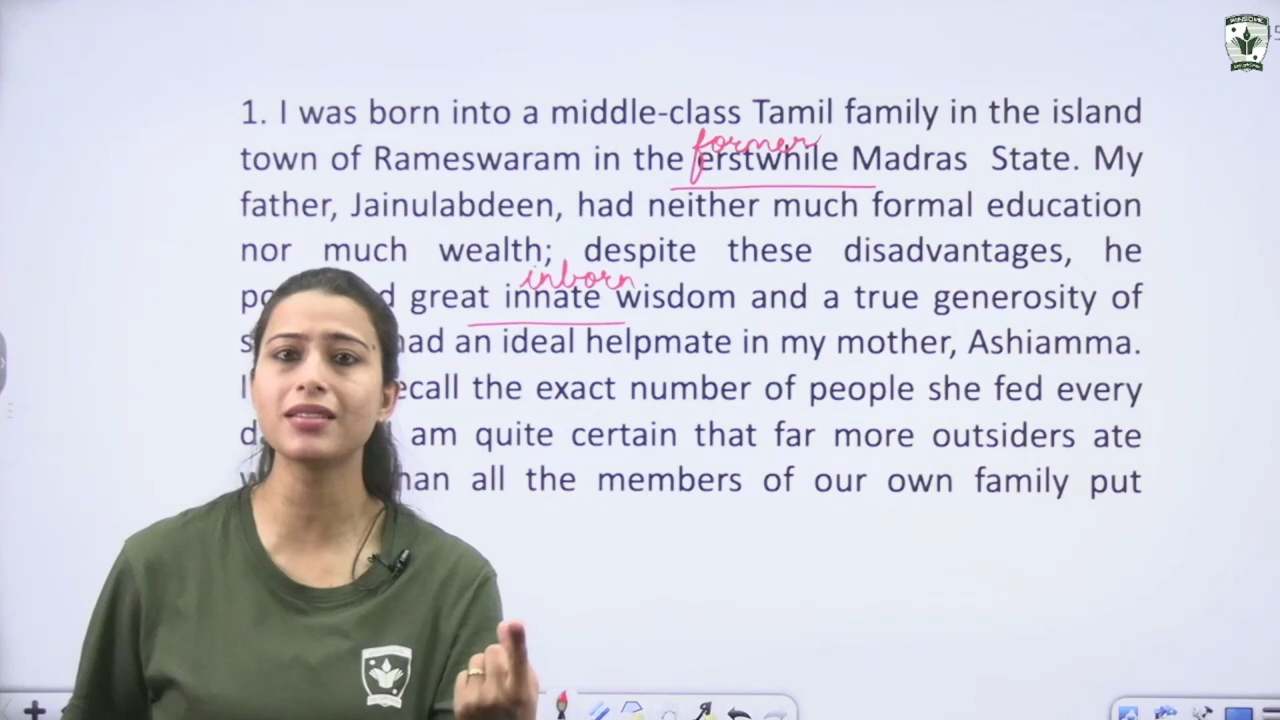 1. I was born into a middle-class Tamil family in the island
former
town of Rameswaram in the erstwhile Madras State. My
father, Jainulabdeen, had neither much formal education
nor much wealth; despite these disadvantages, he
inborn
great innate wisdom and a true generosity of
had an ideal helpmate in my mother, Ashiamma.
I the exact number of people she fed every
am quite certain that far more outsiders ate
all the members of our own family put